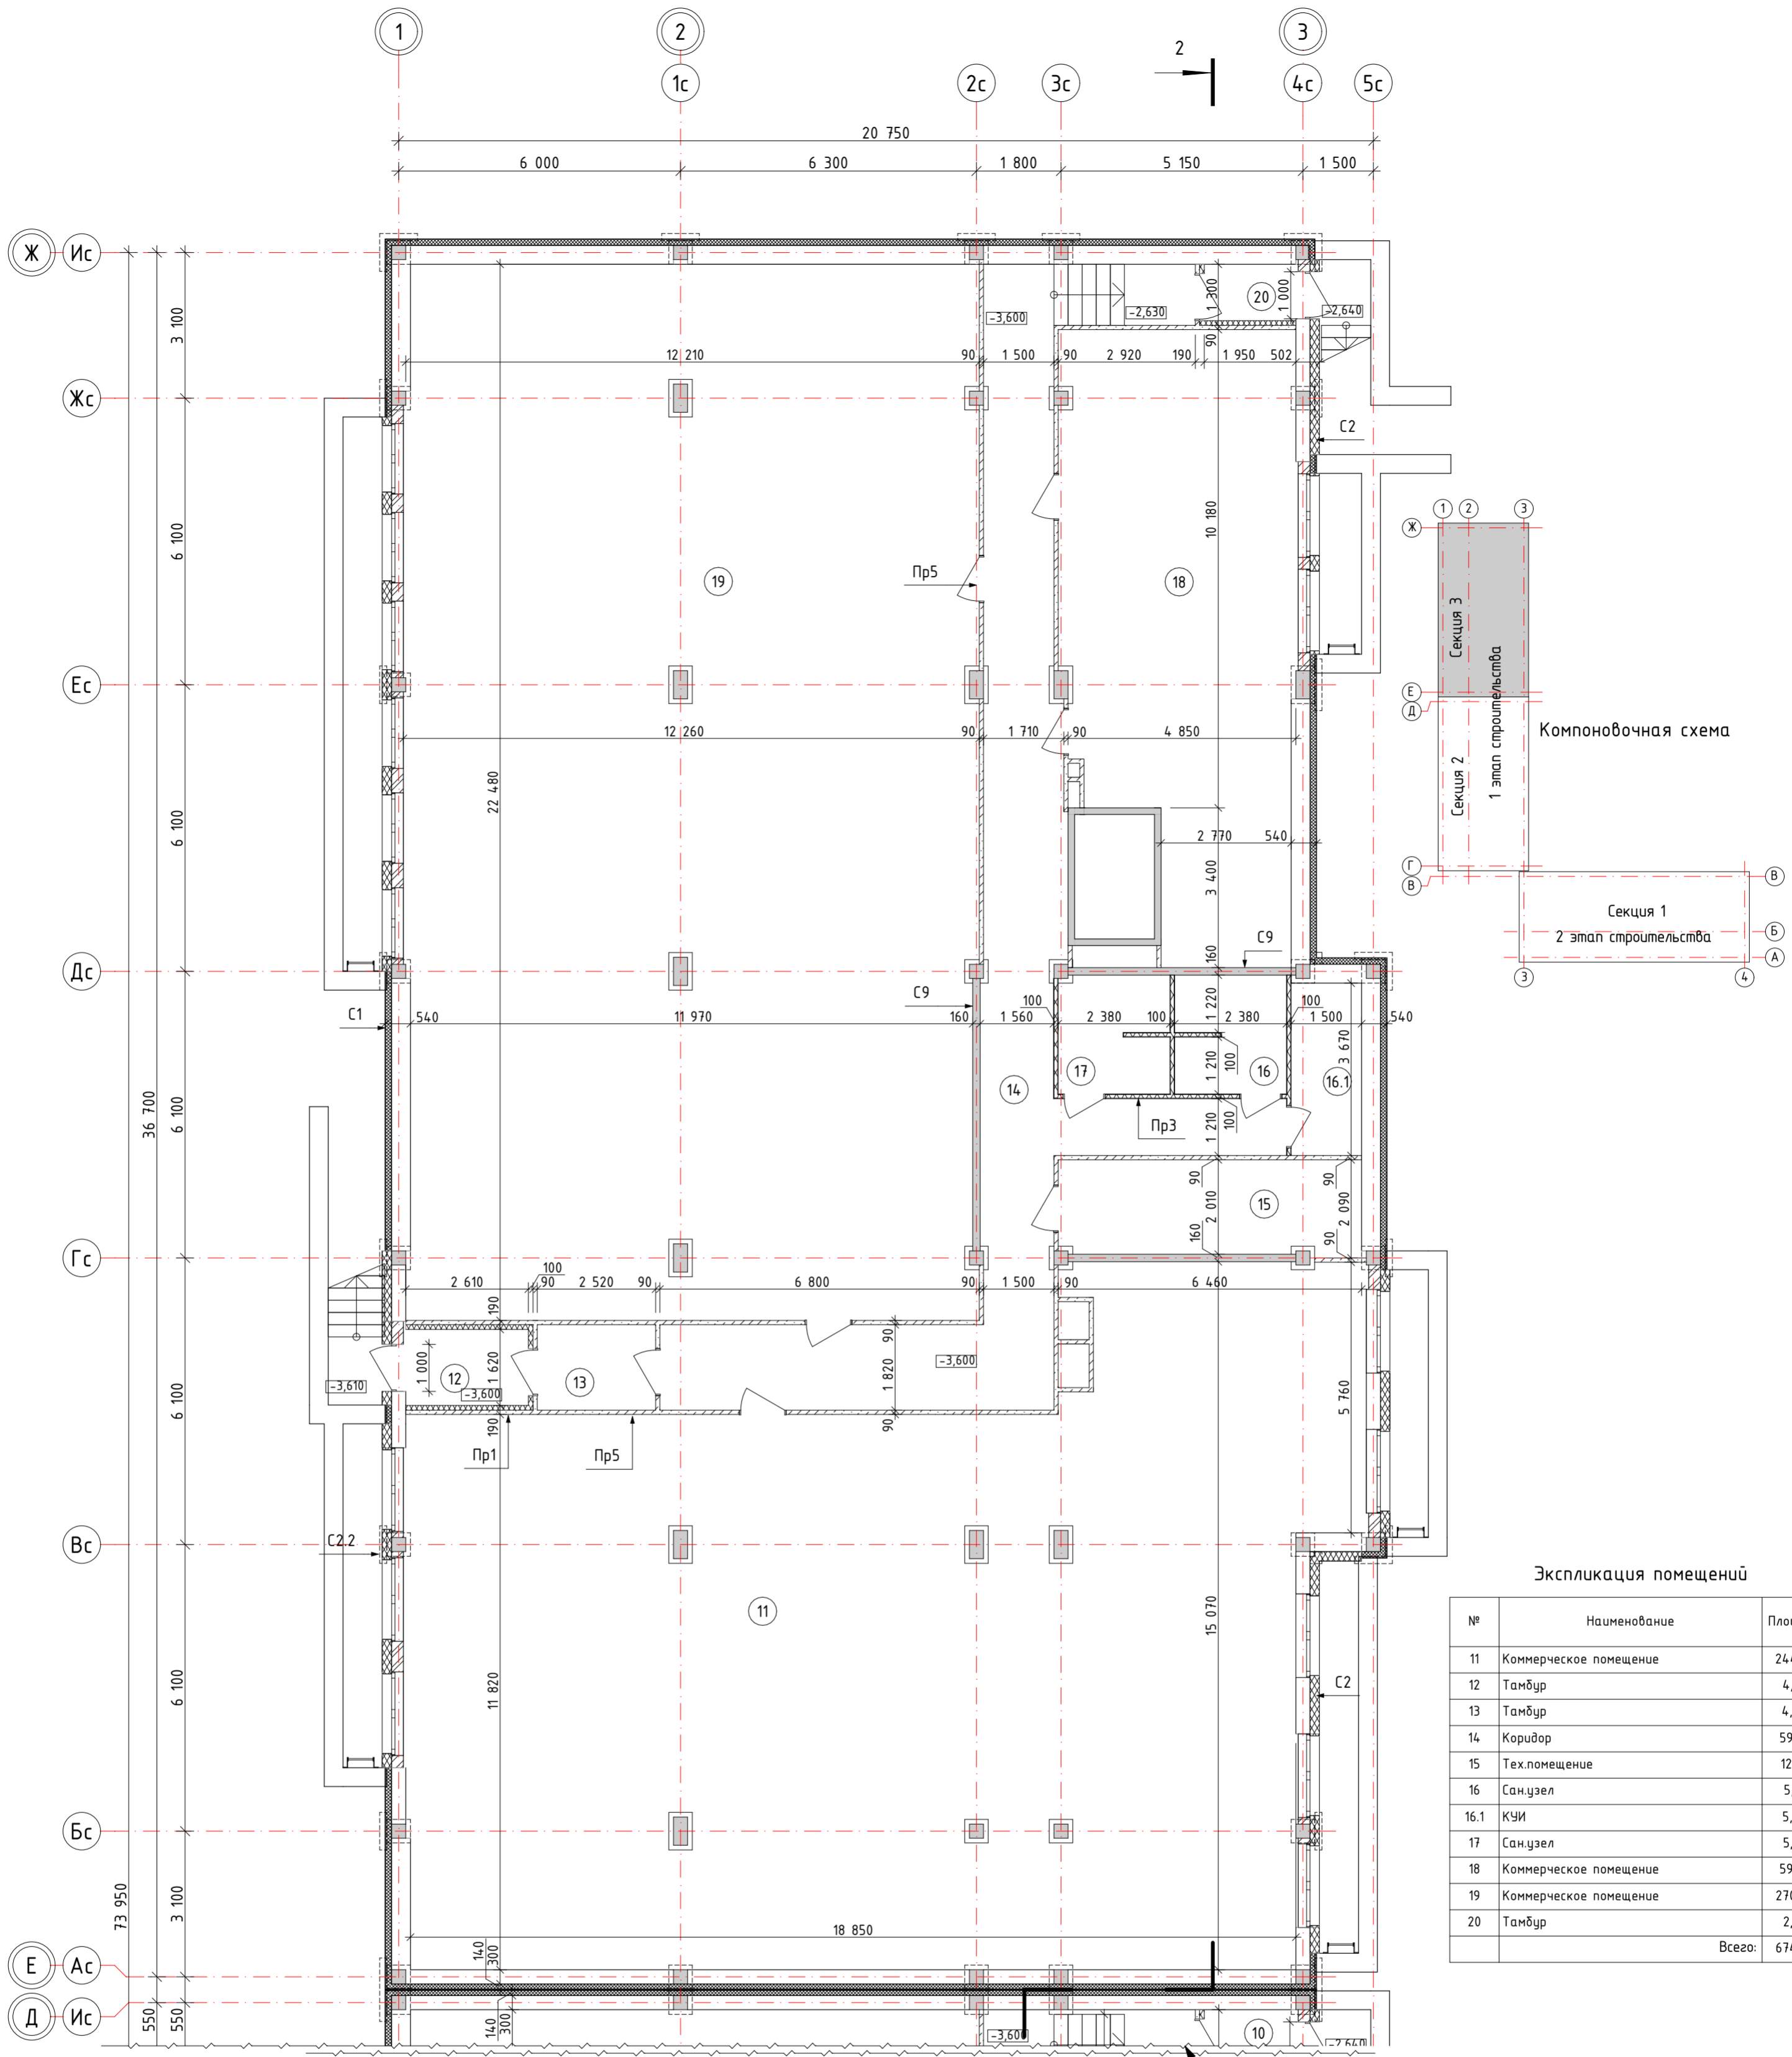 1
2
3
1с
2с
3с
4с
5с
2
20 750
6 000
6 300
1 800
5 150
1 500
Ж
Ис
3 100
-3,600
-2,630
1 300
20
1 000
-2,640
12 210
90
1 500
90
2 920
190
90
1 950
502
Жс
С2
6 100
10 180
19
Пр5
18
Ес
12 260
90
1 710
90
4 850
22 480
6 100
2 770
540
3 400
160
С9
Дс
С1
С9
540
11 970
160
1 560
100
2 380
100
2 380
100
1 500
540
1 220
3 670
1 210
100
17
16
16.1
14
36 700
6 100
Пр3
1 210
100
90
90
15
2 010
2 090
160
90
Гс
2 610
100
90
2 520
90
6 800
90
1 500
90
6 460
190
1 000
12
1 620
13
90
1 820
-3,600
-3,610
-3,600
190
90
6 100
5 760
Пр1
Пр5
Вс
С2.2
11
15 070
11 820
С2
6 100
Бс
73 950
3 100
18 850
140
300
Е
Ас
Д
Ис
550
550
140
300
-3,600
10
-2,640
1
2
3
Ж
Секция 3
1 этап строительства
Е
Д
Компоновочная схема
Секция 2
Г
В
В
Секция 1
2 этап строительства
Б
А
3
4
Экспликация помещений
№ Наименование
11 Коммерческое помещение
12 Тамбур
13 Тамбур
14 Коридор
15 Тех.помещение
16 Сан.узел
16.1 КУИ
17 Сан.узел
18 Коммерческое помещение
19 Коммерческое помещение
20 Тамбур
Всего: